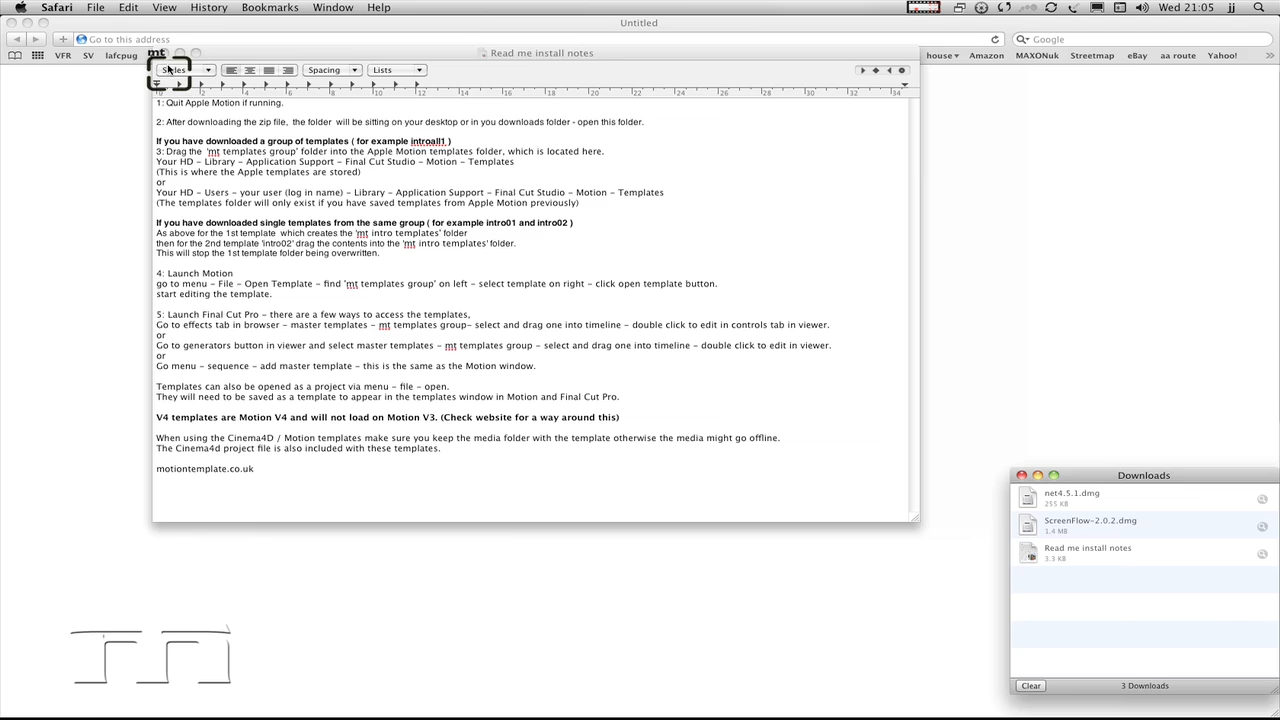 Safari File Edit View History Bookmarks Window Help Wed 21:05 jj
Untitled
Go to this address Google
VFR SV lafcpug house Amazon MAXONuk Streetmap eBay aa route Yahoo!
mt
Read me install notes
Styles Spacing Lists
0 2 4 6 8 10 12 14 16 18 20 22 24 26 28 30 32 34
1: Quit Apple Motion if running.
2: After downloading the zip file, the folder will be sitting on your desktop or in you downloads folder - open this folder.
If you have downloaded a group of templates ( for example introall1 )
3: Drag the 'mt templates group' folder into the Apple Motion templates folder, which is located here.
Your HD - Library - Application Support - Final Cut Studio - Motion - Templates
(This is where the Apple templates are stored)
or
Your HD - Users - your user (log in name) - Library - Application Support - Final Cut Studio - Motion - Templates
(The templates folder will only exist if you have saved templates from Apple Motion previously)
If you have downloaded single templates from the same group ( for example intro01 and intro02 )
As above for the 1st template which creates the 'mt intro templates' folder
then for the 2nd template 'intro02' drag the contents into the 'mt intro templates' folder.
This will stop the 1st template folder being overwritten.
4: Launch Motion
go to menu - File - Open Template - find 'mt templates group' on left - select template on right - click open template button.
start editing the template.
5: Launch Final Cut Pro - there are a few ways to access the templates,
Go to effects tab in browser - master templates - mt templates group- select and drag one into timeline - double click to edit in controls tab in viewer.
or
Go to generators button in viewer and select master templates - mt templates group - select and drag one into timeline - double click to edit in viewer.
or
Go menu - sequence - add master template - this is the same as the Motion window.
Templates can also be opened as a project via menu - file - open.
They will need to be saved as a template to appear in the templates window in Motion and Final Cut Pro.
V4 templates are Motion V4 and will not load on Motion V3. (Check website for a way around this)
When using the Cinema4D / Motion templates make sure you keep the media folder with the template otherwise the media might go offline.
The Cinema4d project file is also included with these templates.
motiontemplate.co.uk
Downloads
net4.5.1.dmg
255 KB
ScreenFlow-2.0.2.dmg
1.4 MB
Read me install notes
3.3 KB
Clear 3 Downloads